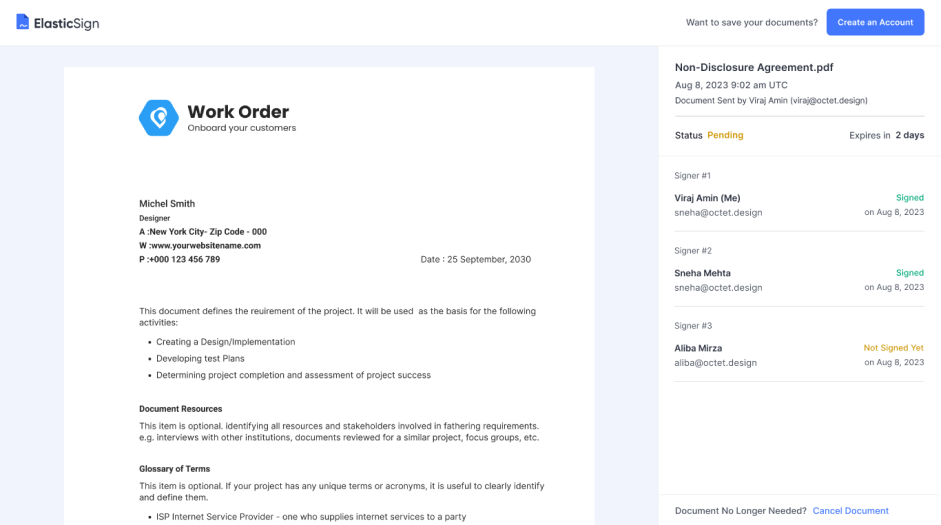 ElasticSign
Want to save your documents?
Create an Account
Work Order
Onboard your customers
Michel Smith
Designer
A :New York City- Zip Code - 000
W :www.yourwebsitename.com
P :+000 123 456 789
Date : 25 September, 2030
This document defines the reuirement of the project. It will be used as the basis for the following
activities:
• Creating a Design/Implementation
• Developing test Plans
• Determining project completion and assessment of project success
Document Resources
This item is optional. identifying all resources and stakeholders involved in fathering requirements.
e.g. interviews with other institutions, documents reviewed for a similar project, focus groups, etc.
Glossary of Terms
This item is optional. If your project has any unique terms or acronyms, it is useful to clearly identify
and define them.
• ISP Internet Service Provider - one who supplies internet services to a party
Non-Disclosure Agreement.pdf
Aug 8, 2023 9:02 am UTC
Document Sent by Viraj Amin (viraj@octet.design)
Status Pending
Expires in 2 days
Signer #1
Viraj Amin (Me)
Signed
sneha@octet.design
on Aug 8, 2023
Signer #2
Sneha Mehta
Signed
sneha@octet.design
on Aug 8, 2023
Signer #3
Aliba Mirza
Not Signed Yet
aliba@octet.design
on Aug 8, 2023
Document No Longer Needed? Cancel Document